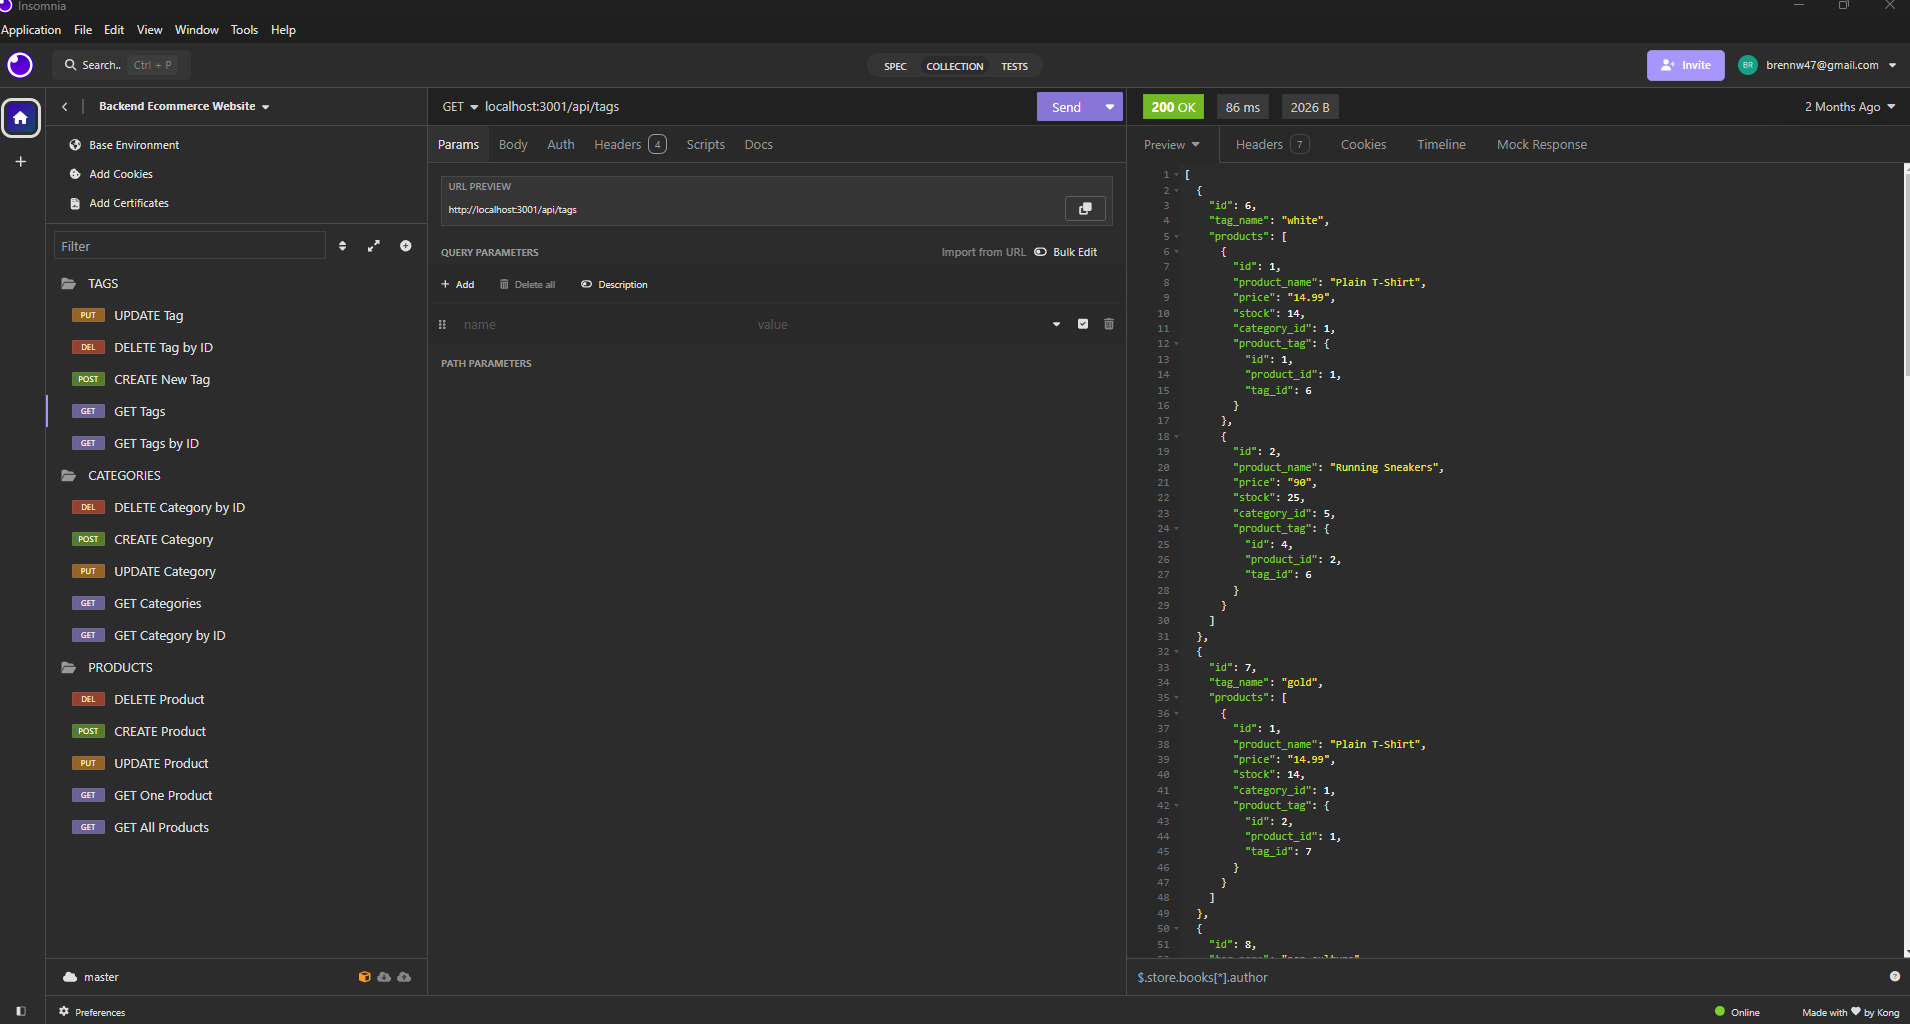 Insomnia
Application File Edit View Window Tools Help
Search.. Ctrl + P
SPEC COLLECTION TESTS
Invite
BR brennw47@gmail.com
Backend Ecommerce Website
Base Environment
Add Cookies
Add Certificates
Filter
TAGS
PUT UPDATE Tag
DEL DELETE Tag by ID
POST CREATE New Tag
GET GET Tags
GET GET Tags by ID
CATEGORIES
DEL DELETE Category by ID
POST CREATE Category
PUT UPDATE Category
GET GET Categories
GET GET Category by ID
PRODUCTS
DEL DELETE Product
POST CREATE Product
PUT UPDATE Product
GET GET One Product
GET GET All Products
master
Preferences
GET localhost:3001/api/tags
Send
Params Body Auth Headers 4 Scripts Docs
URL PREVIEW
http://localhost:3001/api/tags
QUERY PARAMETERS
Import from URL Bulk Edit
+ Add Delete all Description
name value
PATH PARAMETERS
200 OK 86 ms 2026 B
2 Months Ago
Preview Headers 7 Cookies Timeline Mock Response
1 [
2 {
3 "id": 6,
4 "tag_name": "white",
5 "products": [
6 {
7 "id": 1,
8 "product_name": "Plain T-Shirt",
9 "price": "14.99",
10 "stock": 14,
11 "category_id": 1,
12 "product_tag": {
13 "id": 1,
14 "product_id": 1,
15 "tag_id": 6
16 }
17 },
18 {
19 "id": 2,
20 "product_name": "Running Sneakers",
21 "price": "90",
22 "stock": 25,
23 "category_id": 5,
24 "product_tag": {
25 "id": 4,
26 "product_id": 2,
27 "tag_id": 6
28 }
29 }
30 ]
31 },
32 {
33 "id": 7,
34 "tag_name": "gold",
35 "products": [
36 {
37 "id": 1,
38 "product_name": "Plain T-Shirt",
39 "price": "14.99",
40 "stock": 14,
41 "category_id": 1,
42 "product_tag": {
43 "id": 2,
44 "product_id": 1,
45 "tag_id": 7
46 }
47 }
48 ]
49 },
50 {
51 "id": 8,
$.store.books[*].author
Online
Made with by Kong